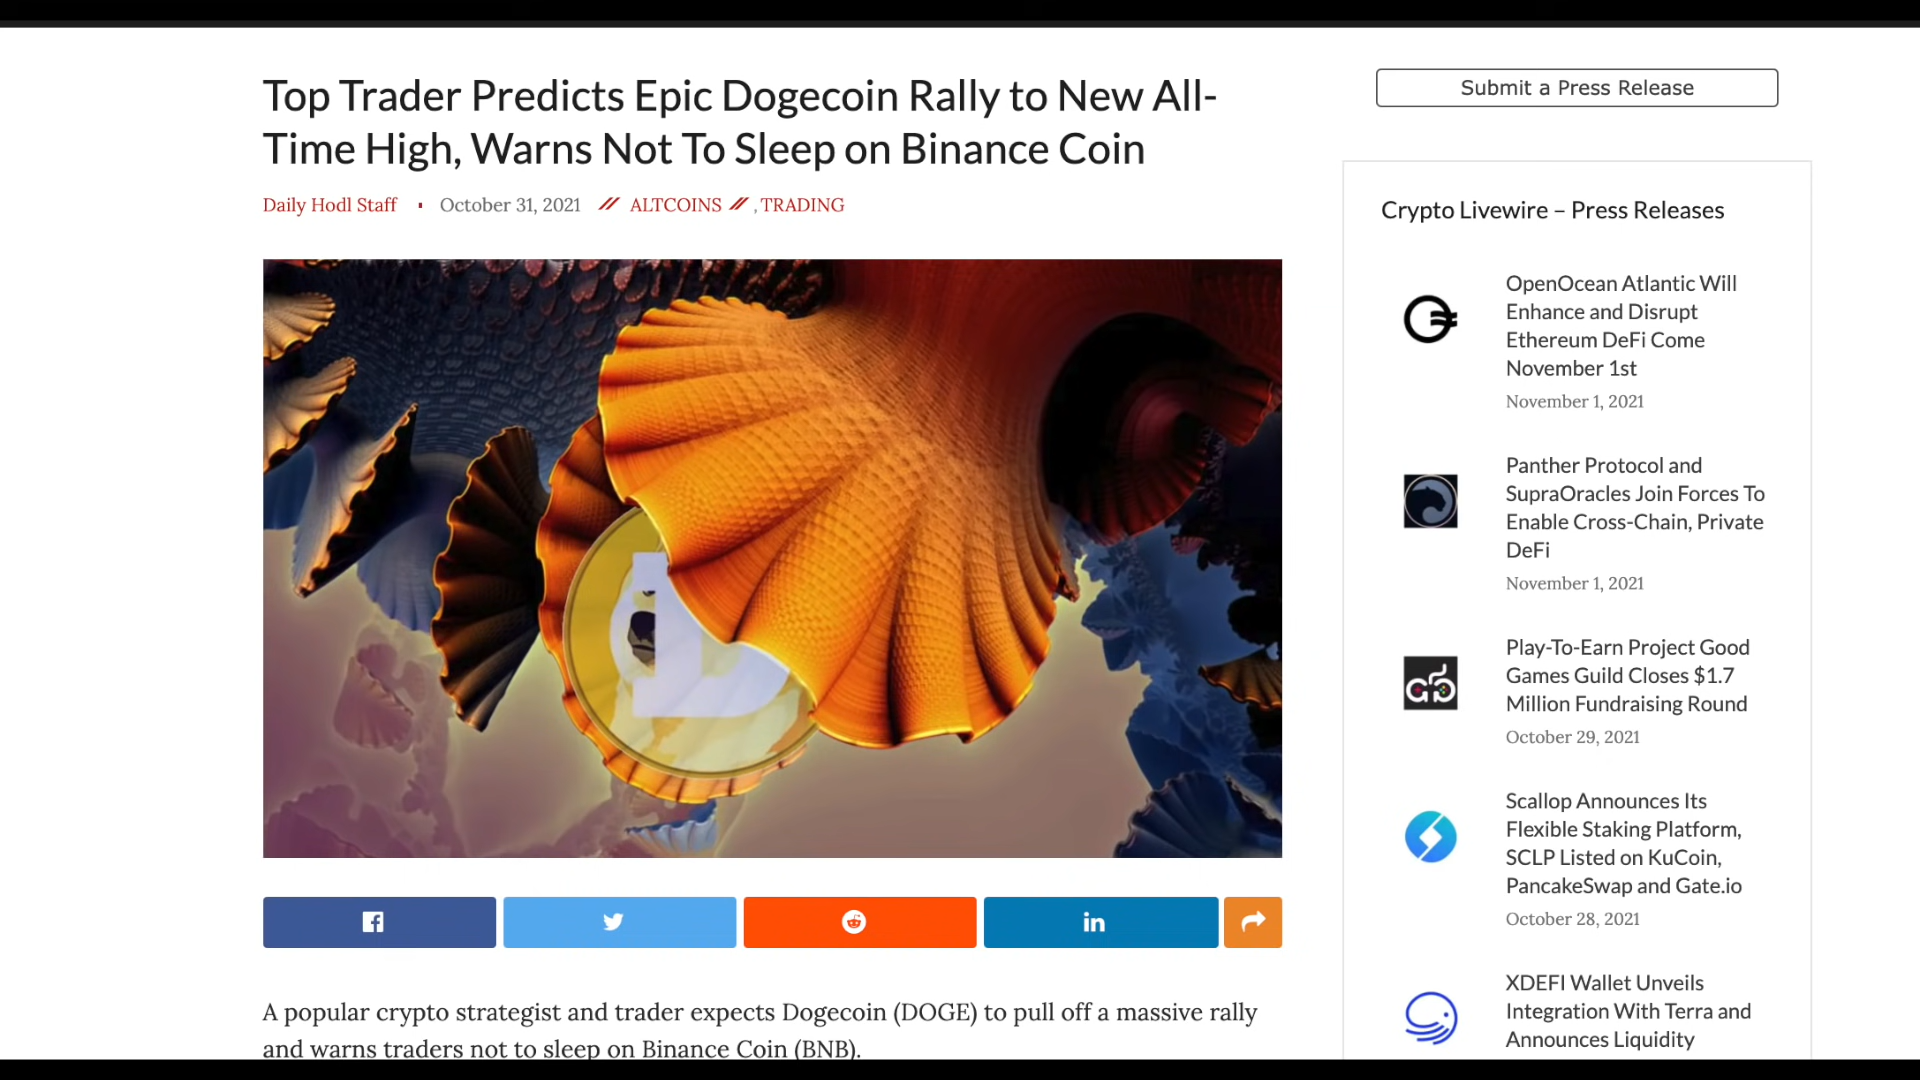 Top Trader Predicts Epic Dogecoin Rally to New All-
Time High, Warns Not To Sleep on Binance Coin
Daily Hodl Staff
October 31, 2021
ALTCOINS
, TRADING
A popular crypto strategist and trader expects Dogecoin (DOGE) to pull off a massive rally
and warns traders not to sleep on Binance Coin (BNB).
Submit a Press Release
Crypto Livewire – Press Releases
OpenOcean Atlantic Will
Enhance and Disrupt
Ethereum DeFi Come
November 1st
November 1, 2021
Panther Protocol and
SupraOracles Join Forces To
Enable Cross-Chain, Private
DeFi
November 1, 2021
Play-To-Earn Project Good
Games Guild Closes $1.7
Million Fundraising Round
October 29, 2021
Scallop Announces Its
Flexible Staking Platform,
SCLP Listed on KuCoin,
PancakeSwap and Gate.io
October 28, 2021
XDEFI Wallet Unveils
Integration With Terra and
Announces Liquidity